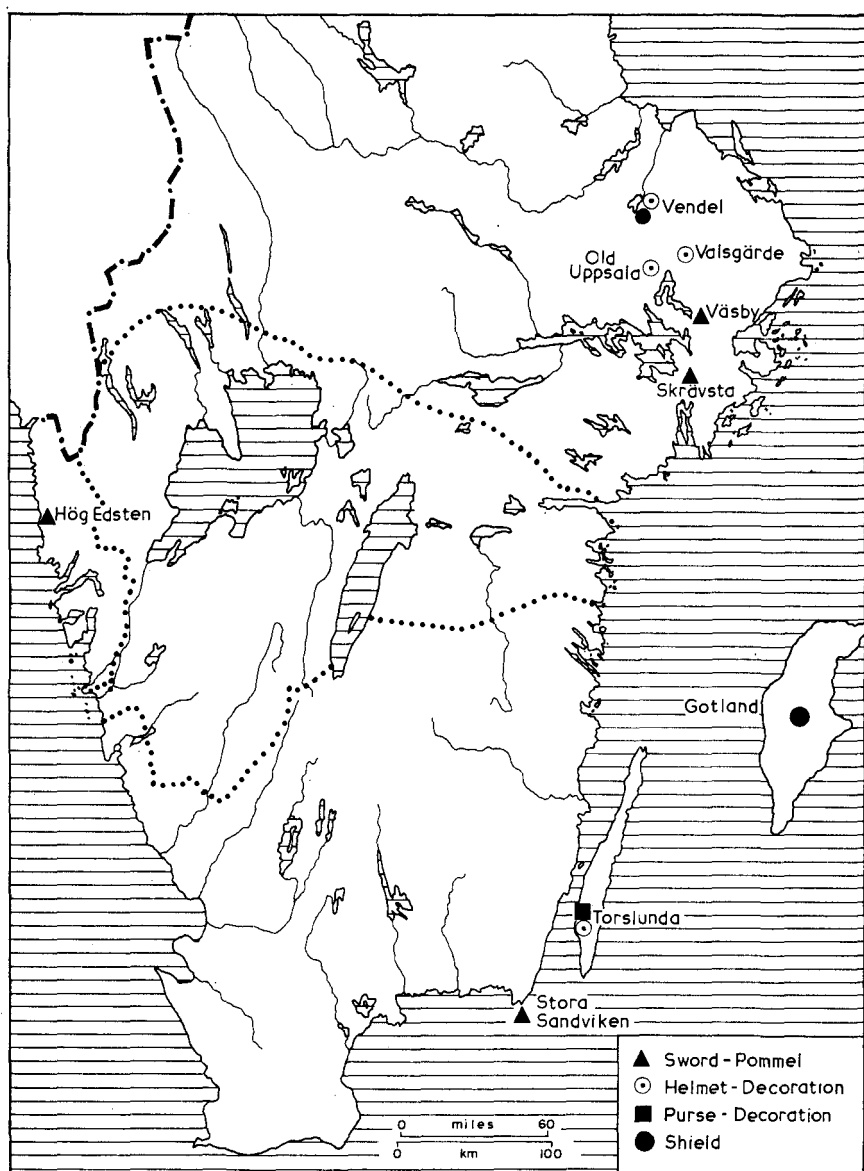 Vendel
Old
Uppsala
Valsgärde
Väsby
Skrävsta
Hög Edsten
Gotland
Torslunda
Stora
Sandviken
Sword-Pommel
Helmet-Decoration
Purse-Decoration
Shield
0 miles 60
0 km 100